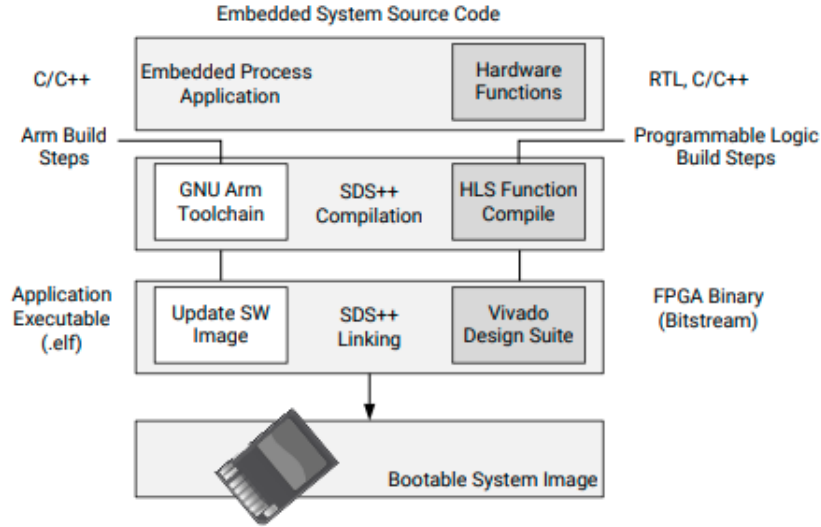 Embedded System Source Code
C/C++
Embedded Process
Application
Hardware
Functions
RTL, C/C++
Arm Build
Steps
Programmable Logic
Build Steps
GNU Arm
Toolchain
SDS++
Compilation
HLS Function
Compile
Application
Executable
(.elf)
Update SW
Image
SDS++
Linking
Vivado
Design Suite
FPGA Binary
(Bitstream)
Bootable System Image